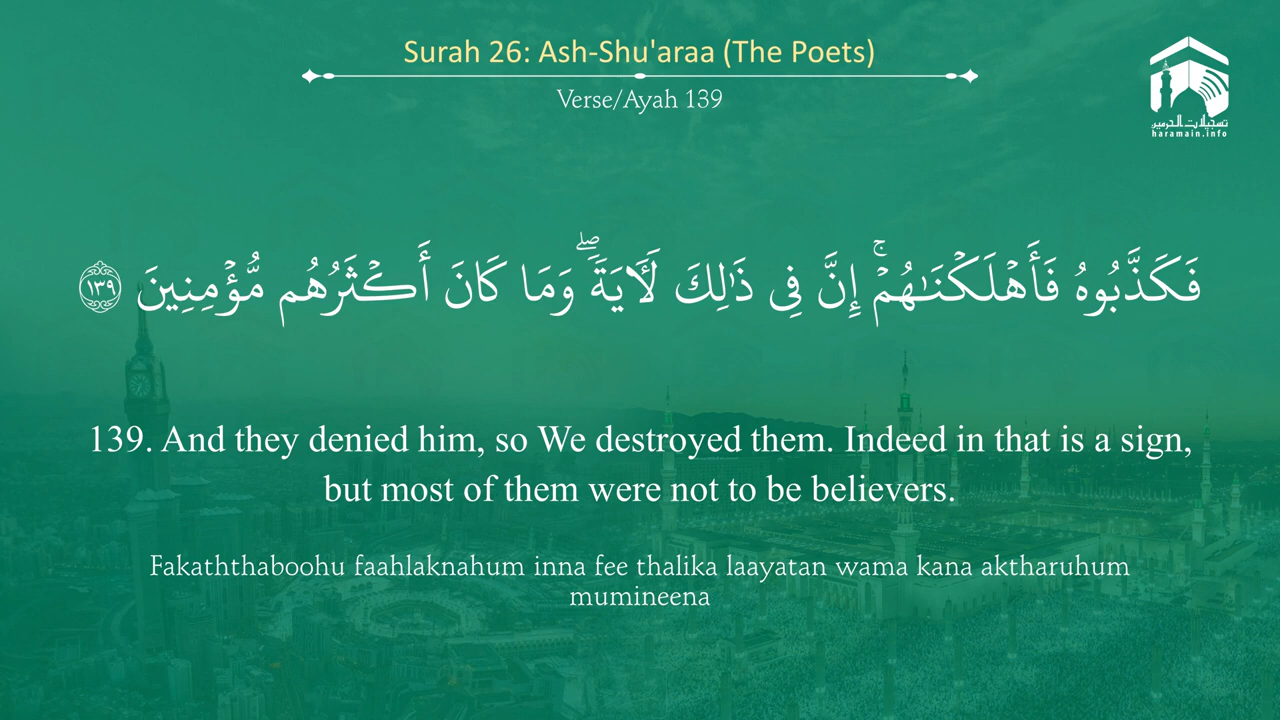 Surah 26: Ash-Shu'araa (The Poets)
Verse/Ayah 139
تسجيلات الحرمين
haramain.info
فَكَذَّبُوهُ فَأَهْلَكْنَـٰهُمْ ۚ إِنَّ فِى ذَٰلِكَ لَـَٔايَةً ۖ وَمَا كَانَ أَكْثَرُهُم مُّؤْمِنِينَ ١٣٩
139. And they denied him, so We destroyed them. Indeed in that is a sign,
but most of them were not to be believers.
Fakaththaboohu faahlaknahum inna fee thalika laayatan wama kana aktharuhum
mumineena